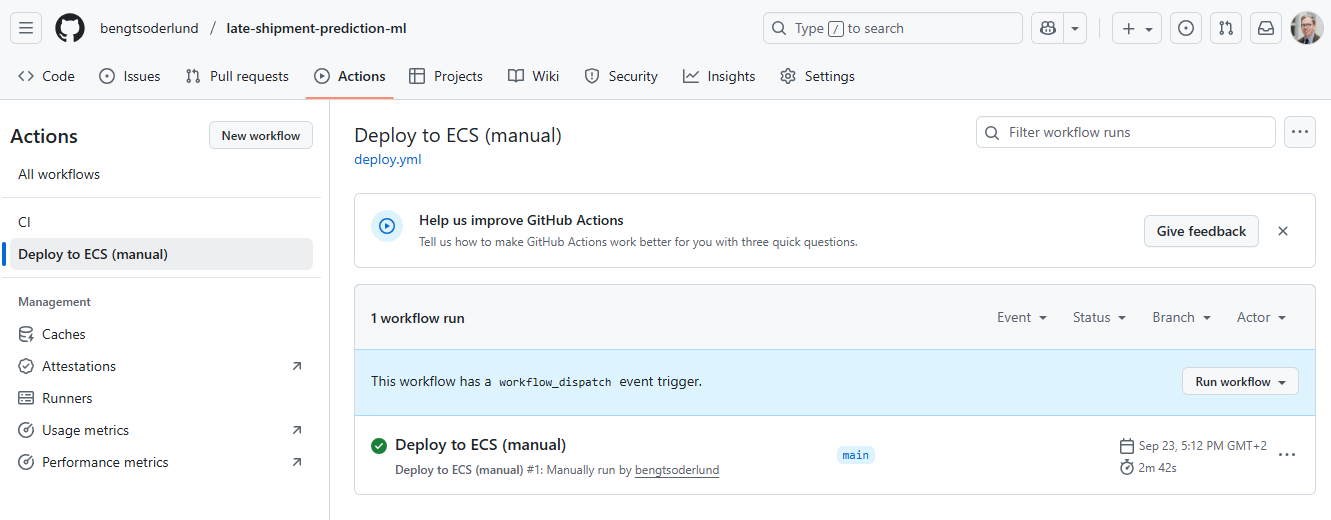 bengtsoderlund / late-shipment-prediction-ml
Type / to search
Code
Issues
Pull requests
Actions
Projects
Wiki
Security
Insights
Settings
Actions
New workflow
All workflows
CI
Deploy to ECS (manual)
Management
Caches
Attestations
Runners
Usage metrics
Performance metrics
Deploy to ECS (manual)
deploy.yml
Filter workflow runs
Help us improve GitHub Actions
Tell us how to make GitHub Actions work better for you with three quick questions.
Give feedback
1 workflow run
Event
Status
Branch
Actor
This workflow has a workflow_dispatch event trigger.
Run workflow
Deploy to ECS (manual)
Deploy to ECS (manual) #1: Manually run by bengtsoderlund
main
Sep 23, 5:12 PM GMT+2
2m 42s